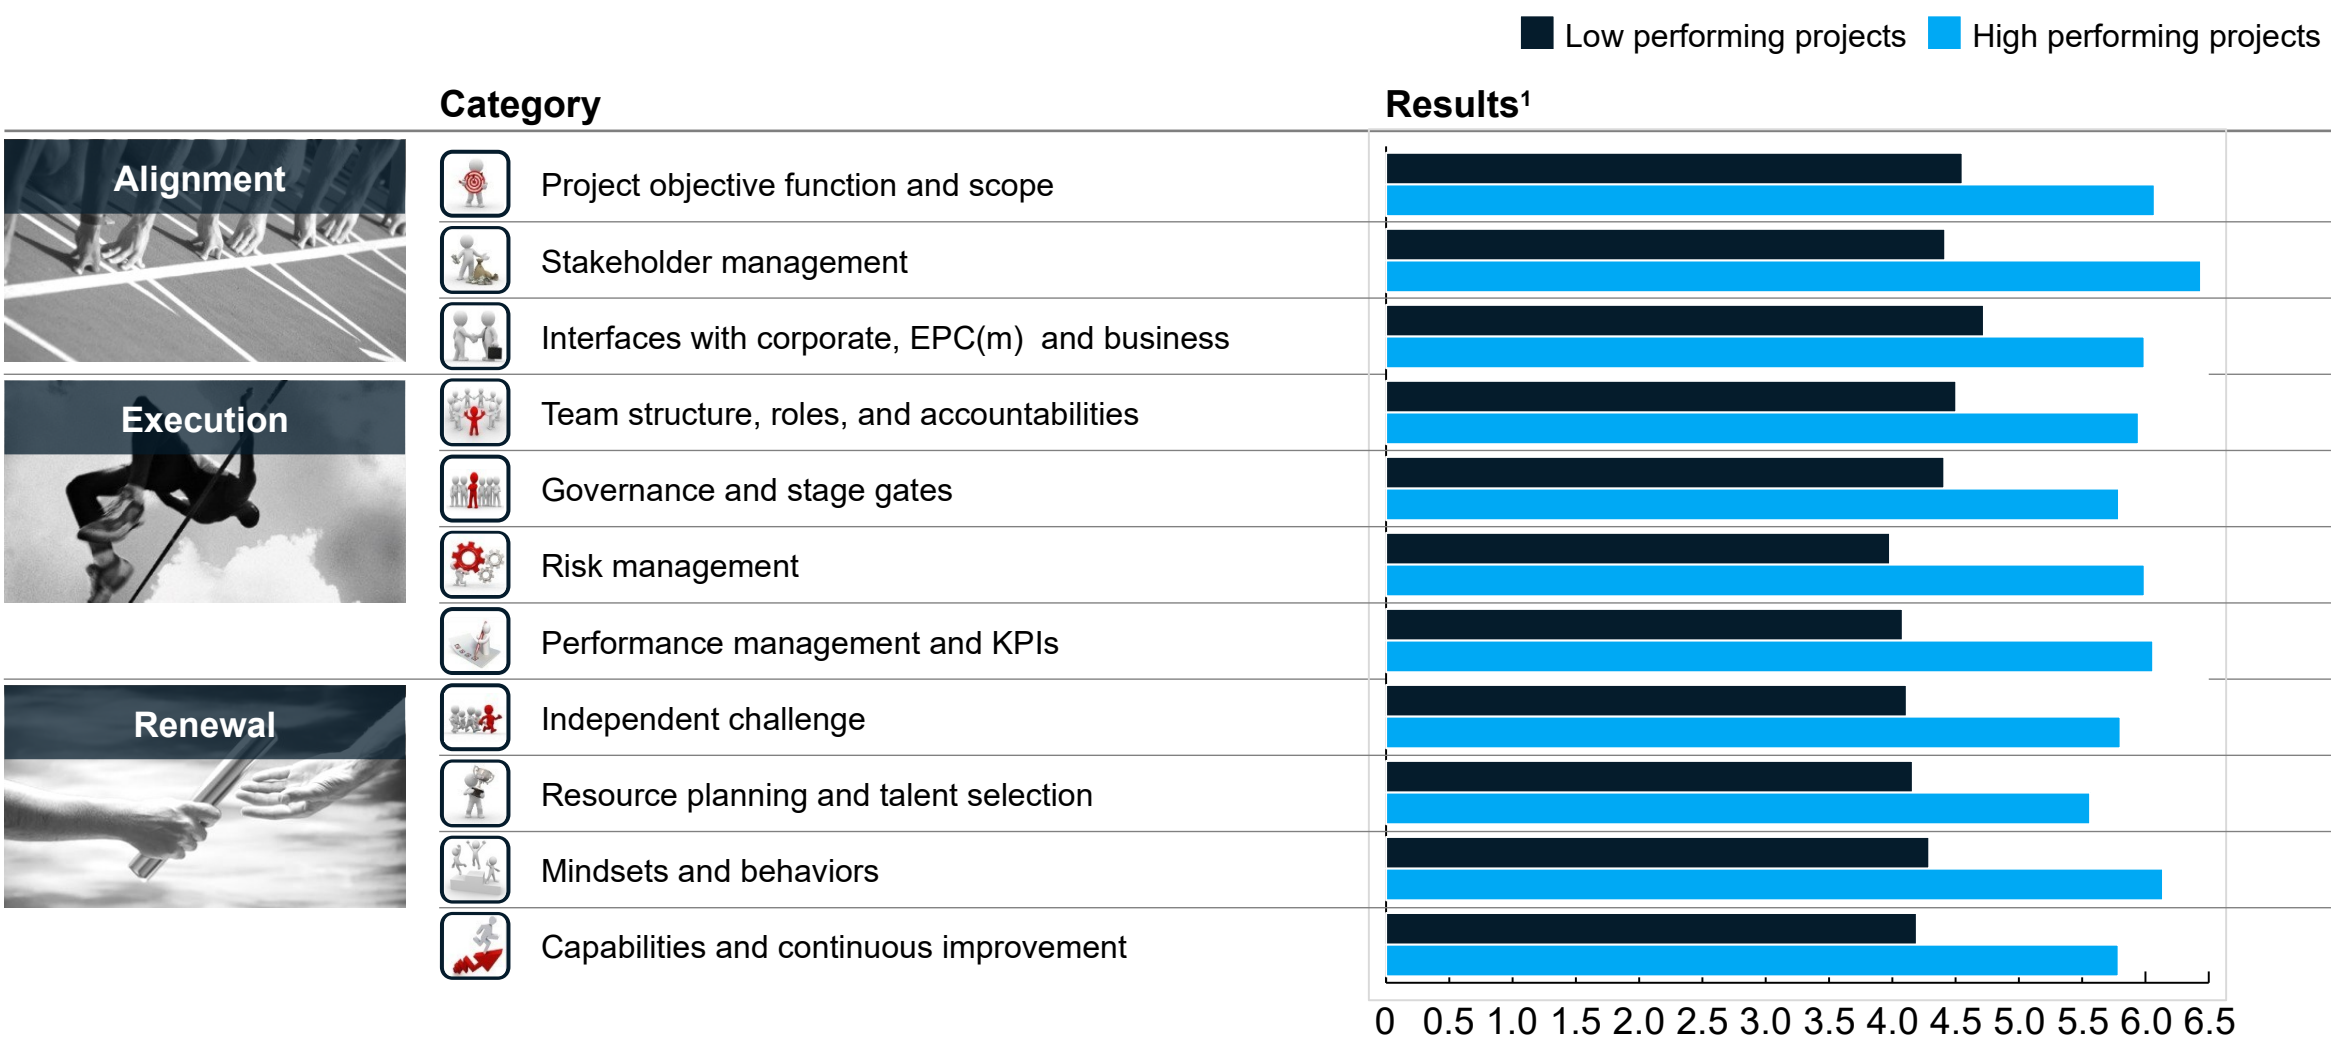 Low performing projects High performing projects
Category Results¹
Alignment
Project objective function and scope
Stakeholder management
Interfaces with corporate, EPC(m)  and business
Execution
Team structure, roles, and accountabilities
Governance and stage gates
Risk management
Performance management and KPIs
Renewal
Independent challenge
Resource planning and talent selection
Mindsets and behaviors
Capabilities and continuous improvement
0 0.5 1.0 1.5 2.0 2.5 3.0 3.5 4.0 4.5 5.0 5.5 6.0 6.5